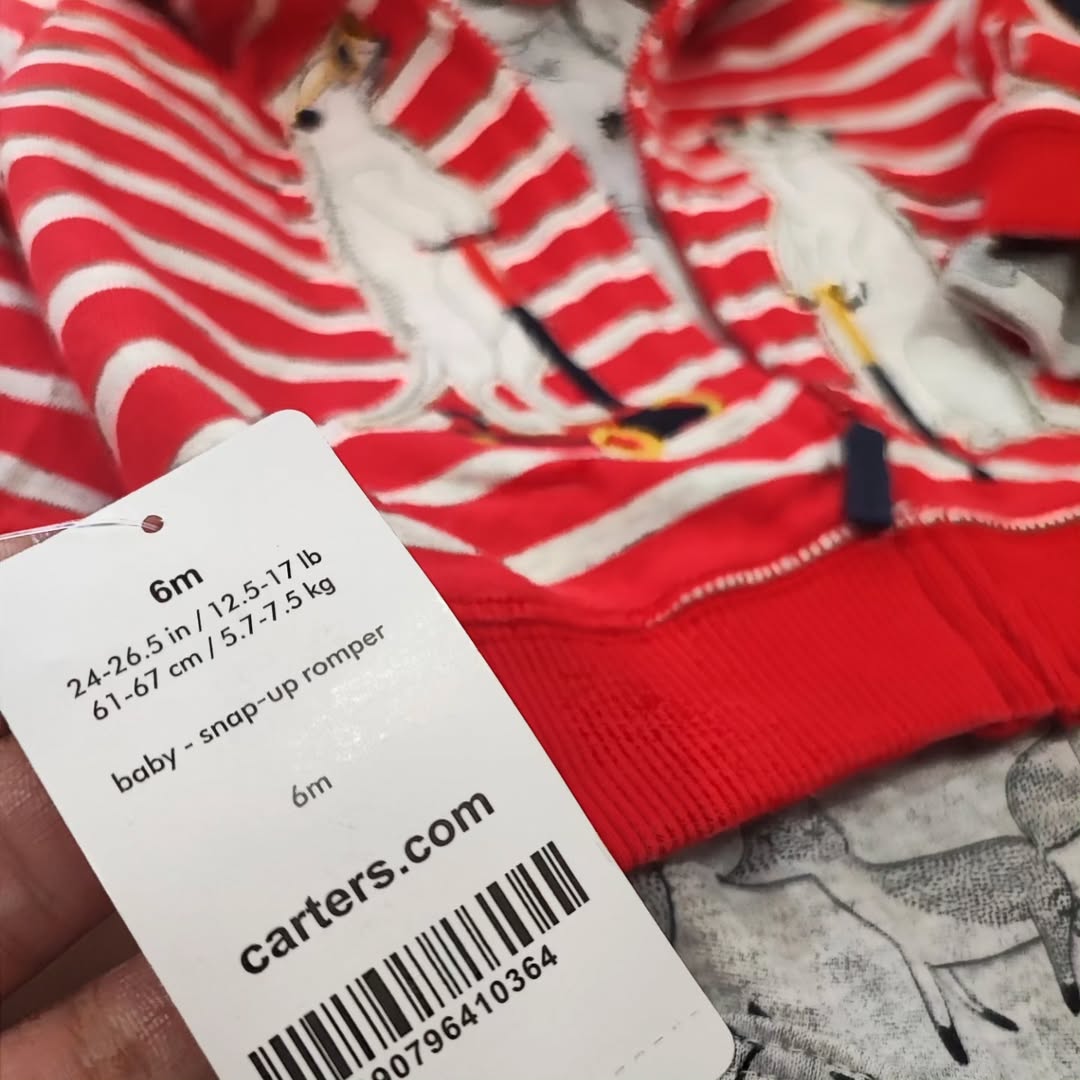 6m
24-26.5 in / 12.5-17 lb
61-67 cm / 5.7-7.5 kg
baby - snap-up romper
6m
carters.com
90796410364